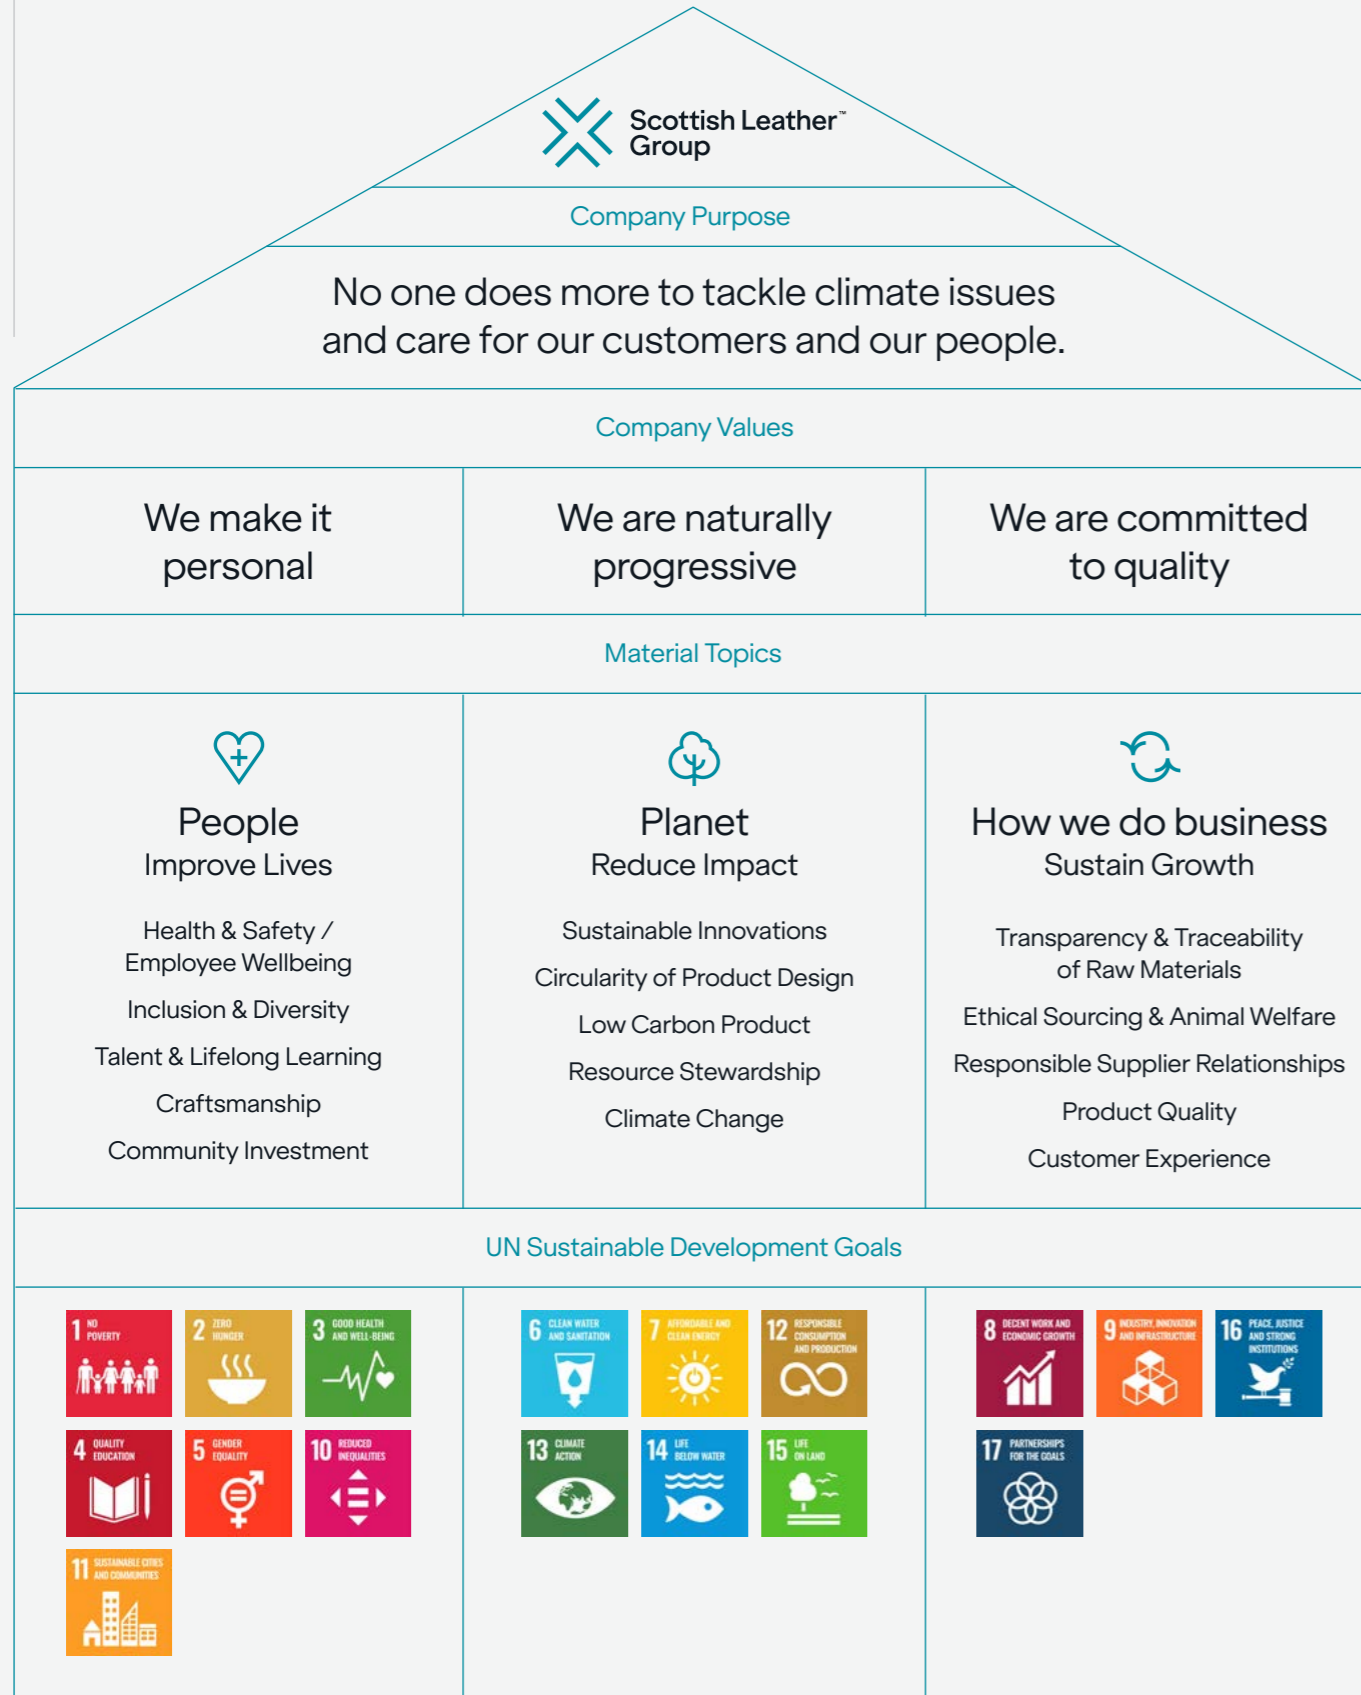 Scottish Leather™
Group
Company Purpose
No one does more to tackle climate issues
and care for our customers and our people.
Company Values
We make it
personal
We are naturally
progressive
We are committed
to quality
Material Topics
People
Improve Lives
Health & Safety /
Employee Wellbeing
Inclusion & Diversity
Talent & Lifelong Learning
Craftsmanship
Community Investment
Planet
Reduce Impact
Sustainable Innovations
Circularity of Product Design
Low Carbon Product
Resource Stewardship
Climate Change
How we do business
Sustain Growth
Transparency & Traceability
of Raw Materials
Ethical Sourcing & Animal Welfare
Responsible Supplier Relationships
Product Quality
Customer Experience
UN Sustainable Development Goals
1 NO
POVERTY
2 ZERO
HUNGER
3 GOOD HEALTH
AND WELL-BEING
4 QUALITY
EDUCATION
5 GENDER
EQUALITY
10 REDUCED
INEQUALITIES
11 SUSTAINABLE CITIES
AND COMMUNITIES
6 CLEAN WATER
AND SANITATION
7 AFFORDABLE AND
CLEAN ENERGY
12 RESPONSIBLE
CONSUMPTION
AND PRODUCTION
13 CLIMATE
ACTION
14 LIFE
BELOW WATER
15 LIFE
ON LAND
8 DECENT WORK AND
ECONOMIC GROWTH
9 INDUSTRY, INNOVATION
AND INFRASTRUCTURE
16 PEACE, JUSTICE
AND STRONG
INSTITUTIONS
17 PARTNERSHIPS
FOR THE GOALS